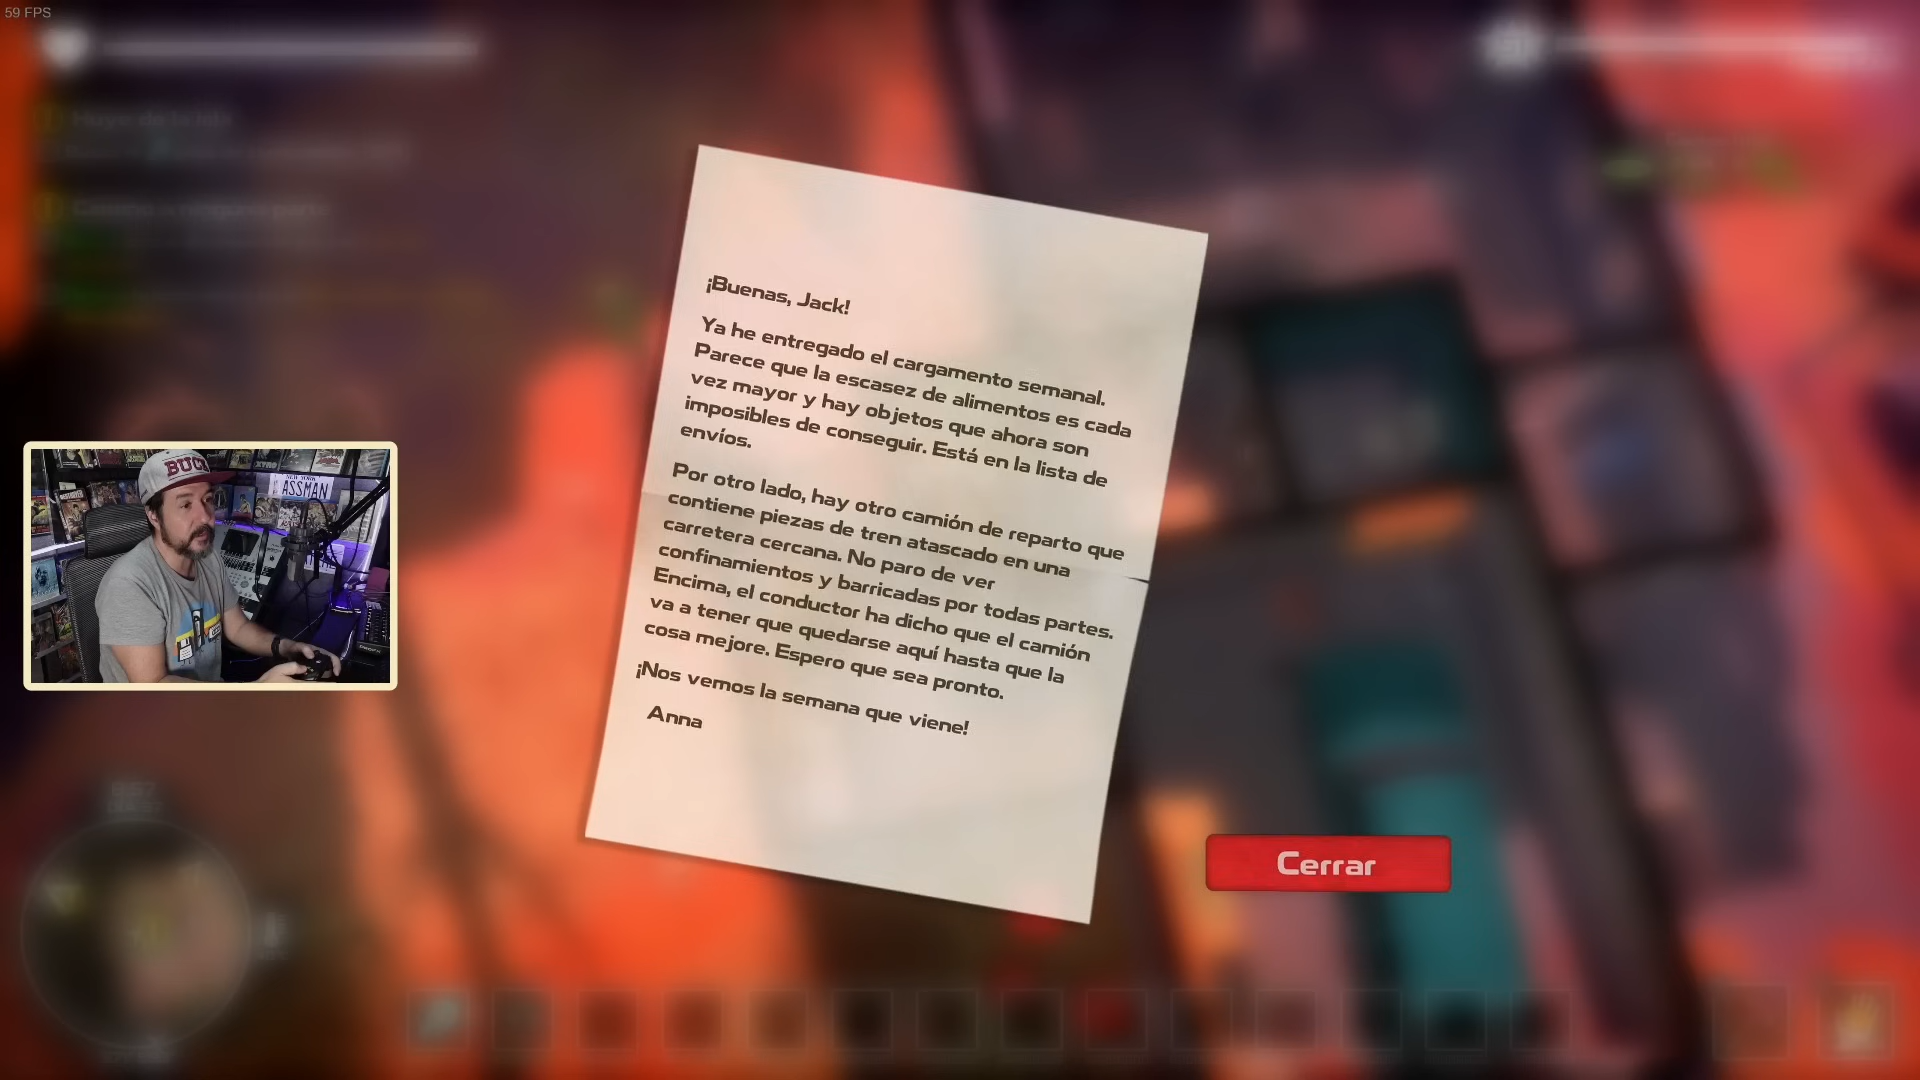 59 FPS
¡Buenas, Jack!
Ya he entregado el cargamento semanal.
Parece que la escasez de alimentos es cada
vez mayor y hay objetos que ahora son
imposibles de conseguir. Está en la lista de
envíos.
Por otro lado, hay otro camión de reparto que
contiene piezas de tren atascado en una
carretera cercana. No paro de ver
confinamientos y barricadas por todas partes.
Encima, el conductor ha dicho que el camión
va a tener que quedarse aquí hasta que la
cosa mejore. Espero que sea pronto.
¡Nos vemos la semana que viene!
Anna
Cerrar
BUCK
ASSMAN